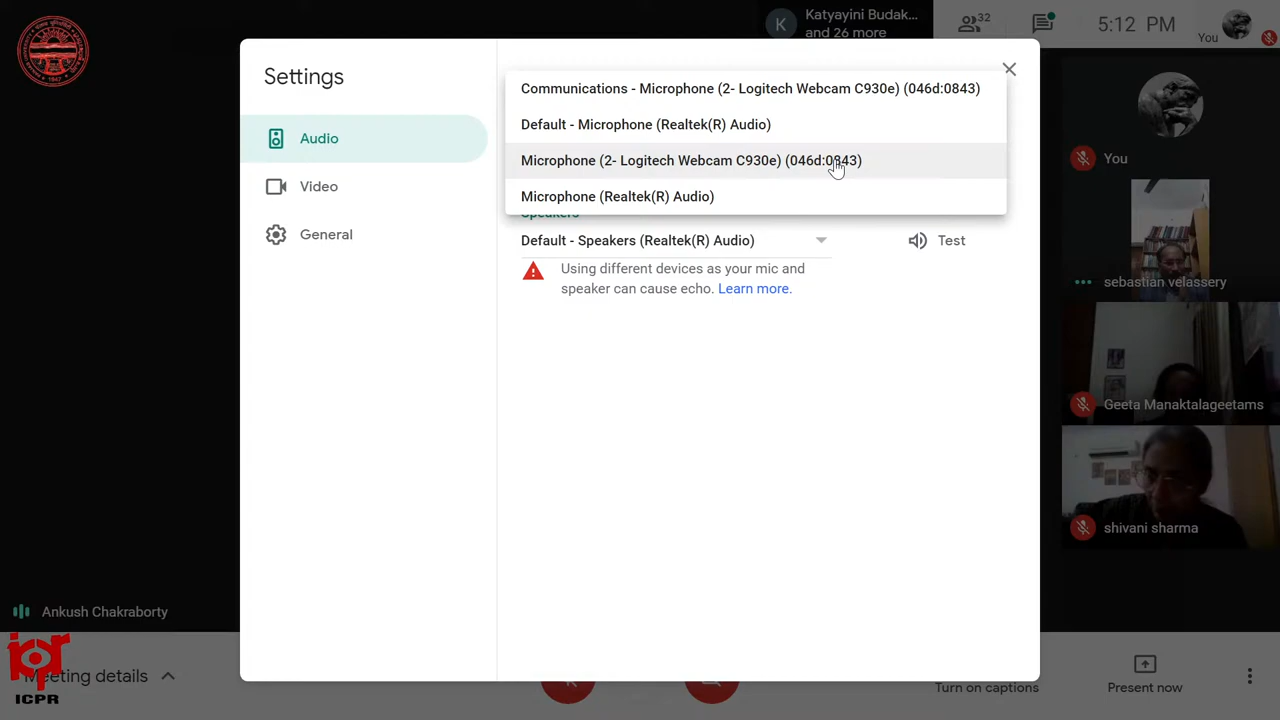 Katyayini Budak...
and 26 more
K
32
5:12 PM
You
Settings
Communications - Microphone (2- Logitech Webcam C930e) (046d:0843)
Default - Microphone (Realtek(R) Audio)
Audio
Microphone (2- Logitech Webcam C930e) (046d:0843)
Video
Microphone (Realtek(R) Audio)
Speakers
General
Default - Speakers (Realtek(R) Audio)
Test
Using different devices as your mic and
speaker can cause echo. Learn more.
You
sebastian velassery
Geeta Manaktalageetams
shivani sharma
Ankush Chakraborty
Meeting details
ICPR
Turn on captions
Present now